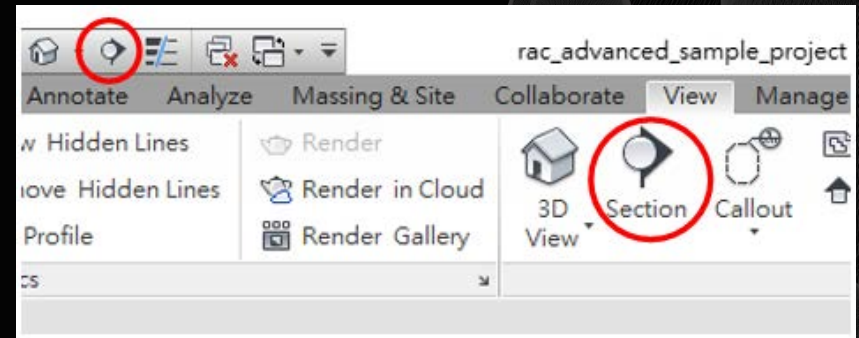 rac_advanced_sample_project
Annotate Analyze Massing & Site Collaborate View Manage
w Hidden Lines
Render
move Hidden Lines
Render in Cloud
Profile
Render Gallery
3D
View
Section
Callout
cs